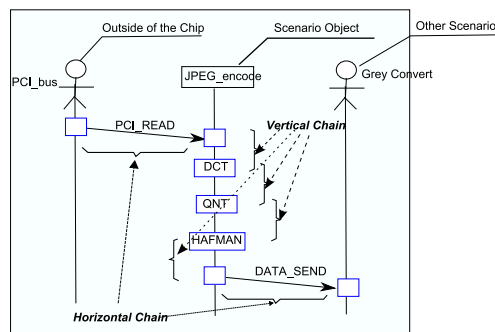 Outside of the Chip
Scenario Object
Other Scenario
PCI_bus
JPEG_encode
Grey Convert
PCI_READ
Vertical Chain
DCT
QNT
HAFMAN
DATA_SEND
Horizontal Chain